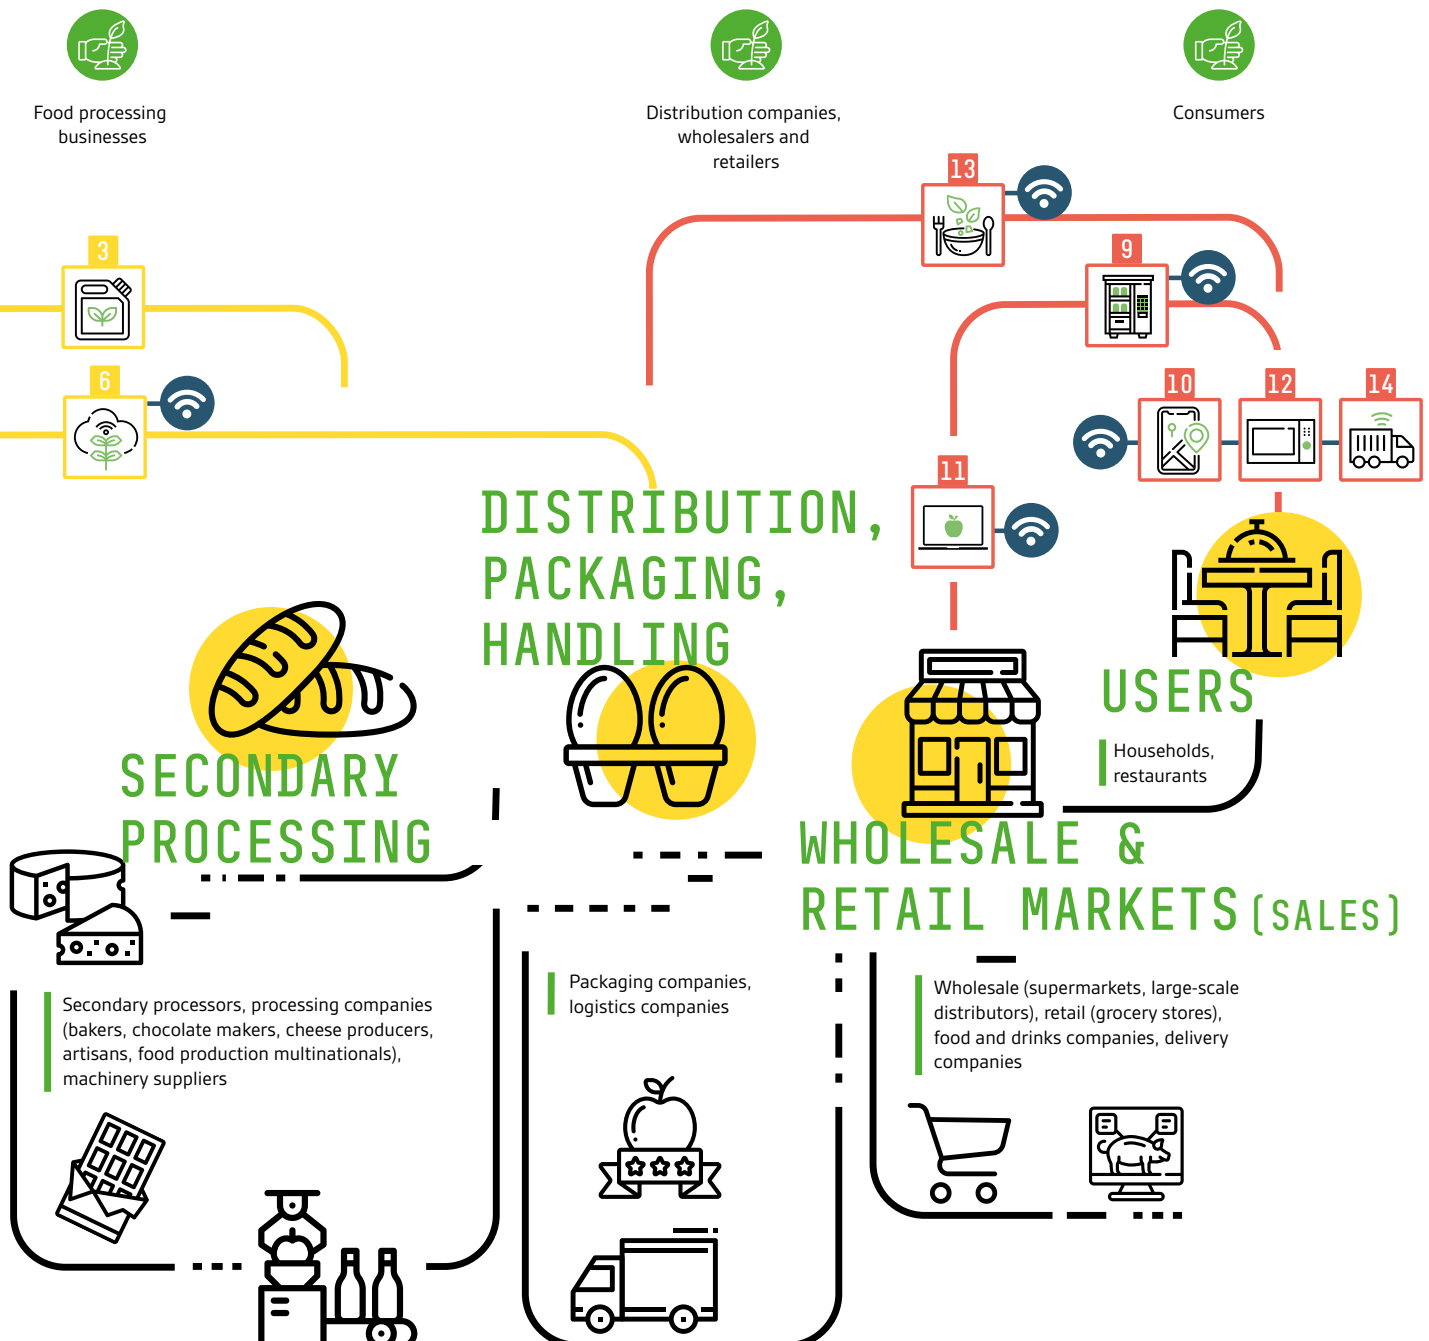 Food processing
businesses
Distribution companies,
wholesalers and
retailers
Consumers
13
9
3
6
10
12
14
11
DISTRIBUTION,
PACKAGING,
HANDLING
USERS
Households,
restaurants
SECONDARY
PROCESSING
WHOLESALE &
RETAIL MARKETS (SALES)
Secondary processors, processing companies
(bakers, chocolate makers, cheese producers,
artisans, food production multinationals),
machinery suppliers
Packaging companies,
logistics companies
Wholesale (supermarkets, large-scale
distributors), retail (grocery stores),
food and drinks companies, delivery
companies